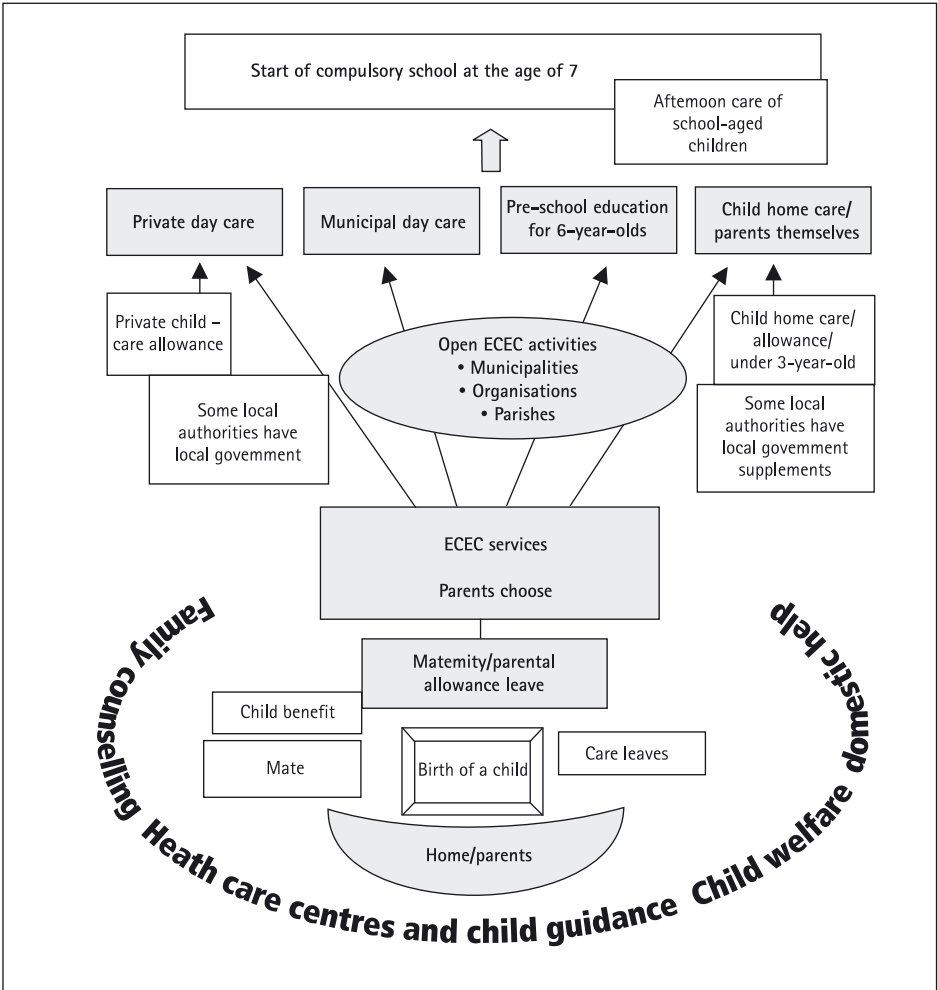 Start of compulsory school at the age of 7
Afternoon care of
school-aged
children
Private day care
Municipal day care
Pre-school education
for 6-year-olds
Child home care/
parents themselves
Private child –
care allowance
Some local
authorities have
local government
Open ECEC activities
• Municipalities
• Organisations
• Parishes
Child home care/
allowance/
under 3-year-old
Some local
authorities have
local government
supplements
ECEC services
Parents choose
Matemity/parental
allowance leave
Child benefit
Mate
Birth of a child
Care leaves
Home/parents
Family counselling Heath care centres and child guidance Child welfare domestic help